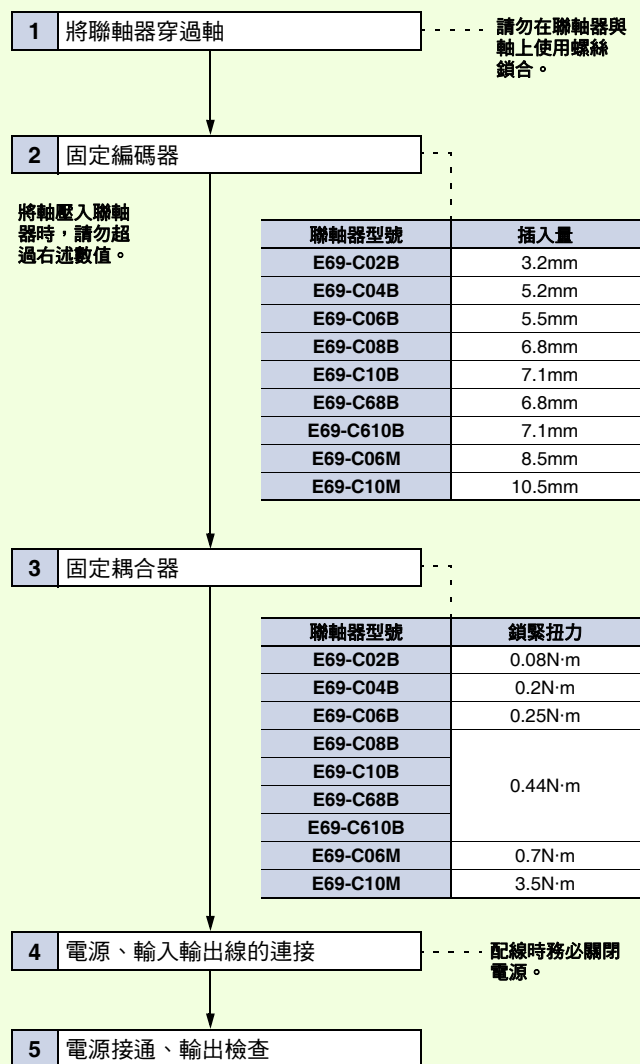 1 將聯軸器穿過軸
請勿在聯軸器與
軸上使用螺絲
鎖合。
2 固定編碼器
將軸壓入聯軸
器時，請勿超
過右述數值。
聯軸器型號 插入量
E69-C02B 3.2mm
E69-C04B 5.2mm
E69-C06B 5.5mm
E69-C08B 6.8mm
E69-C10B 7.1mm
E69-C68B 6.8mm
E69-C610B 7.1mm
E69-C06M 8.5mm
E69-C10M 10.5mm
3 固定耦合器
聯軸器型號 鎖緊扭力
E69-C02B 0.08N·m
E69-C04B 0.2N·m
E69-C06B 0.25N·m
E69-C08B
E69-C10B
0.44N·m
E69-C68B
E69-C610B
E69-C06M 0.7N·m
E69-C10M 3.5N·m
4 電源、輸入輸出線的連接
配線時務必關閉
電源。
5 電源接通、輸出檢查